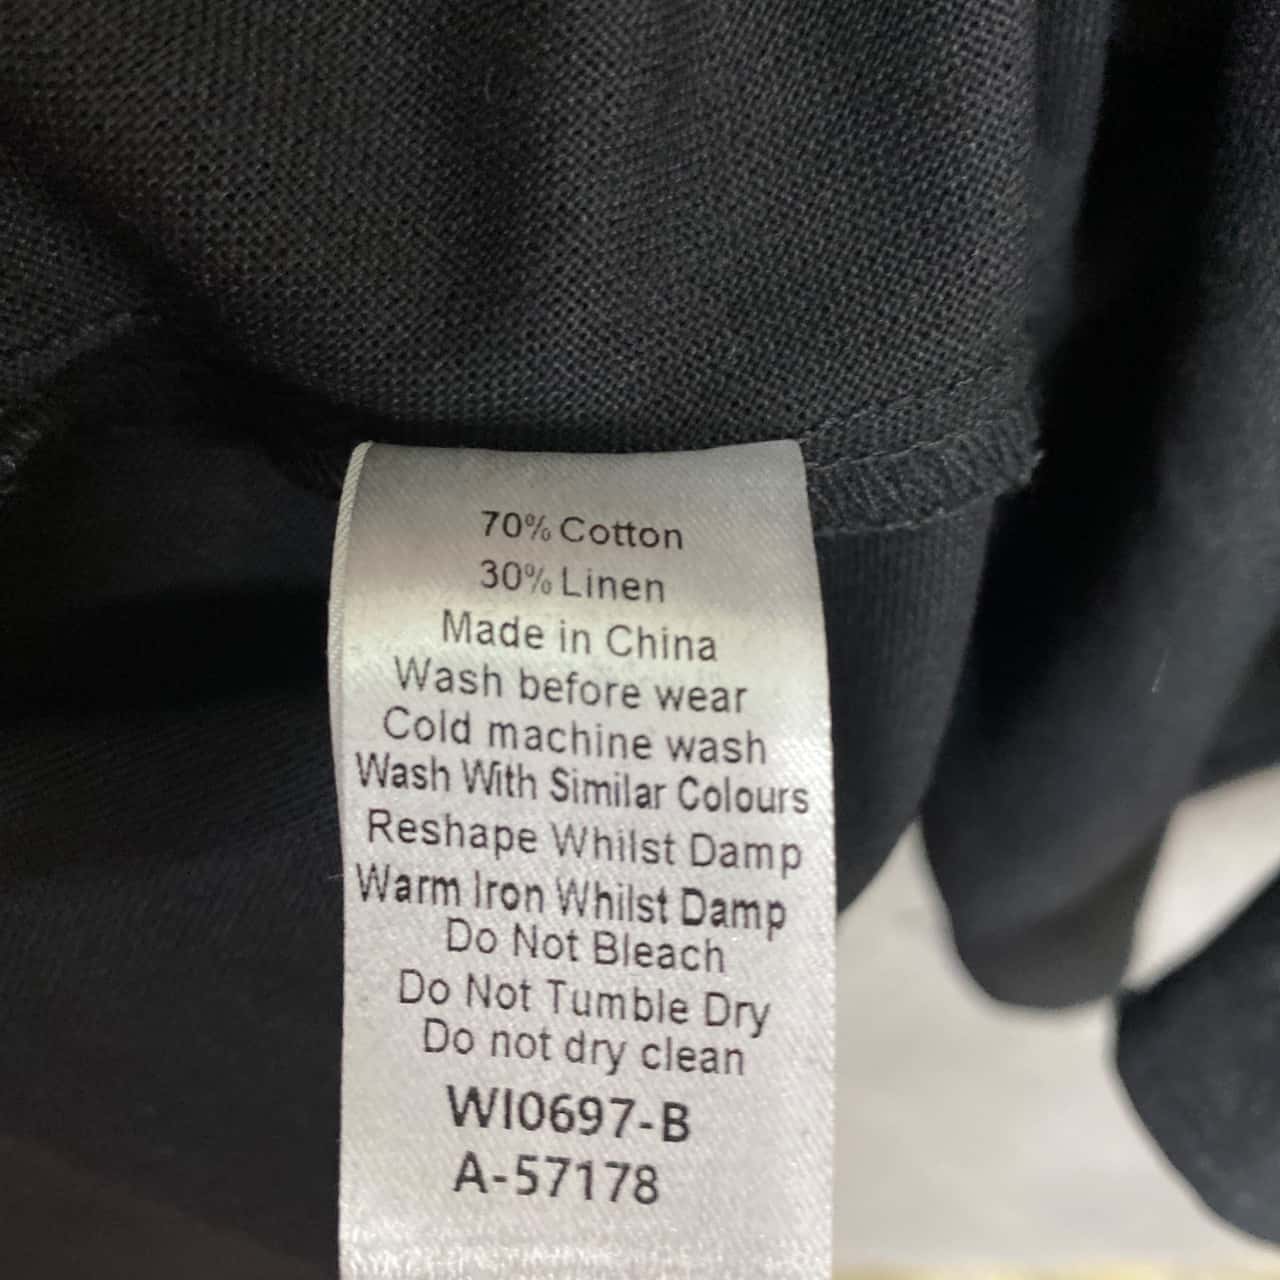 70% Cotton
30% Linen
Made in China
Wash before wear
Cold machine wash
Wash With Similar Colours
Reshape Whilst Damp
Warm Iron Whilst Damp
Do Not Bleach
Do Not Tumble Dry
Do not dry clean
WI0697-B
A-57178